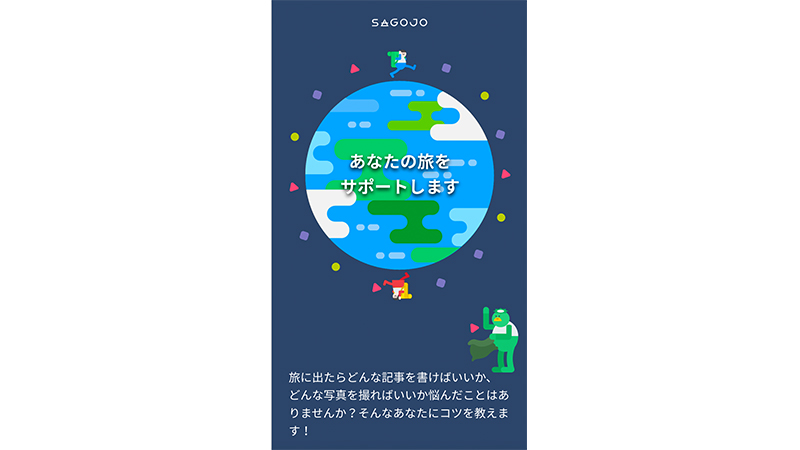 SAGOJO
あなたの旅を
サポートします
旅に出たらどんな記事を書けばいいか、
どんな写真を撮ればいいか悩んだことはあ
りませんか？そんなあなたにコツを教えま
す！